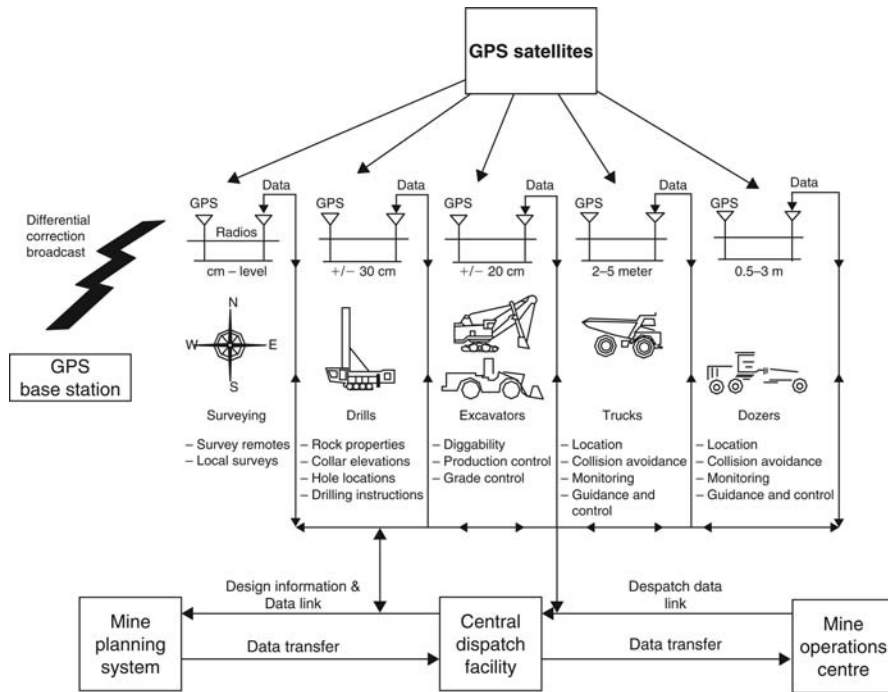 GPS satellites
Differential
correction
broadcast
GPS
base station
GPS
Data
Radios
cm – level
N
W
E
S
Surveying
– Survey remotes
– Local surveys
GPS
Data
+/– 30 cm
Drills
– Rock properties
– Collar elevations
– Hole locations
– Drilling instructions
GPS
Data
+/– 20 cm
Excavators
– Diggability
– Production control
– Grade control
GPS
Data
2–5 meter
Trucks
– Location
– Collision avoidance
– Monitoring
– Guidance and
control
GPS
Data
0.5–3 m
Dozers
– Location
– Collision avoidance
– Monitoring
– Guidance and control
Mine
planning
system
Design information &
Data link
Data transfer
Central
dispatch
facility
Despatch data
link
Data transfer
Mine
operations
centre